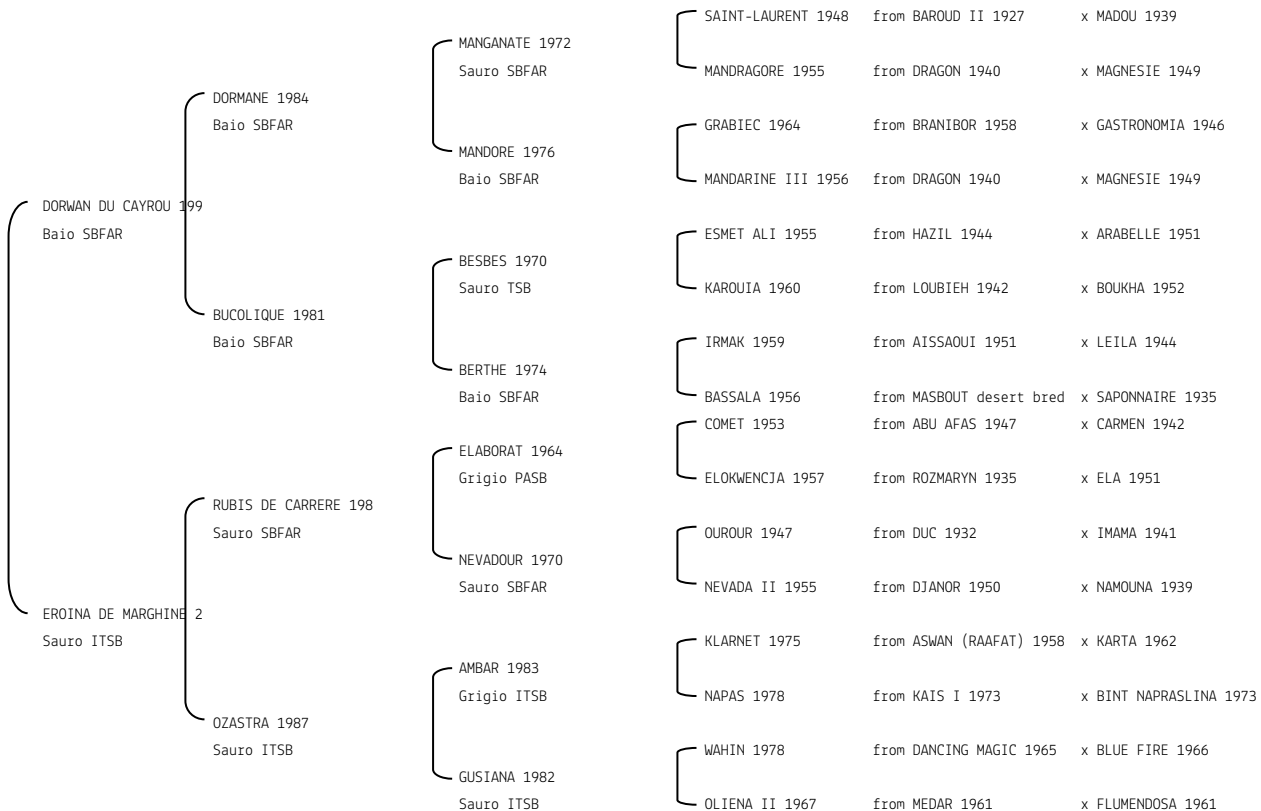 SAINT-LAURENT 1948 from BAROUD II 1927 x MADOU 1939
MANGANATE 1972
Sauro SBFAR
MANDRAGORE 1955 from DRAGON 1940 x MAGNESIE 1949
DORMANE 1984
Baio SBFAR
GRABIEC 1964 from BRANIBOR 1958 x GASTRONOMIA 1946
MANDORE 1976
Baio SBFAR
MANDARINE III 1956 from DRAGON 1940 x MAGNESIE 1949
DORWAN DU CAYROU 199
Baio SBFAR
ESMET ALI 1955 from HAZIL 1944 x ARABELLE 1951
BESBES 1970
Sauro TSB
KAROUIA 1960 from LOUBIEH 1942 x BOUKHA 1952
BUCOLIQUE 1981
Baio SBFAR
IRMAK 1959 from AISSAOUI 1951 x LEILA 1944
BERTHE 1974
Baio SBFAR
BASSALA 1956 from MASBOUT desert bred x SAPONNAIRE 1935
COMET 1953 from ABU AFAS 1947 x CARMEN 1942
ELABORAT 1964
Grigio PASB
ELOKWENCJA 1957 from ROZMARYN 1935 x ELA 1951
RUBIS DE CARRERE 198
Sauro SBFAR
OUROUR 1947 from DUC 1932 x IMAMA 1941
NEVADOUR 1970
Sauro SBFAR
NEVADA II 1955 from DJANOR 1950 x NAMOUNA 1939
EROINA DE MARGHINE 2
Sauro ITSB
KLARNET 1975 from ASWAN (RAAFAT) 1958 x KARTA 1962
AMBAR 1983
Grigio ITSB
NAPAS 1978 from KAIS I 1973 x BINT NAPRASLINA 1973
OZASTRA 1987
Sauro ITSB
WAHIN 1978 from DANCING MAGIC 1965 x BLUE FIRE 1966
GUSIANA 1982
Sauro ITSB
OLIENA II 1967 from MEDAR 1961 x FLUMENDOSA 1961